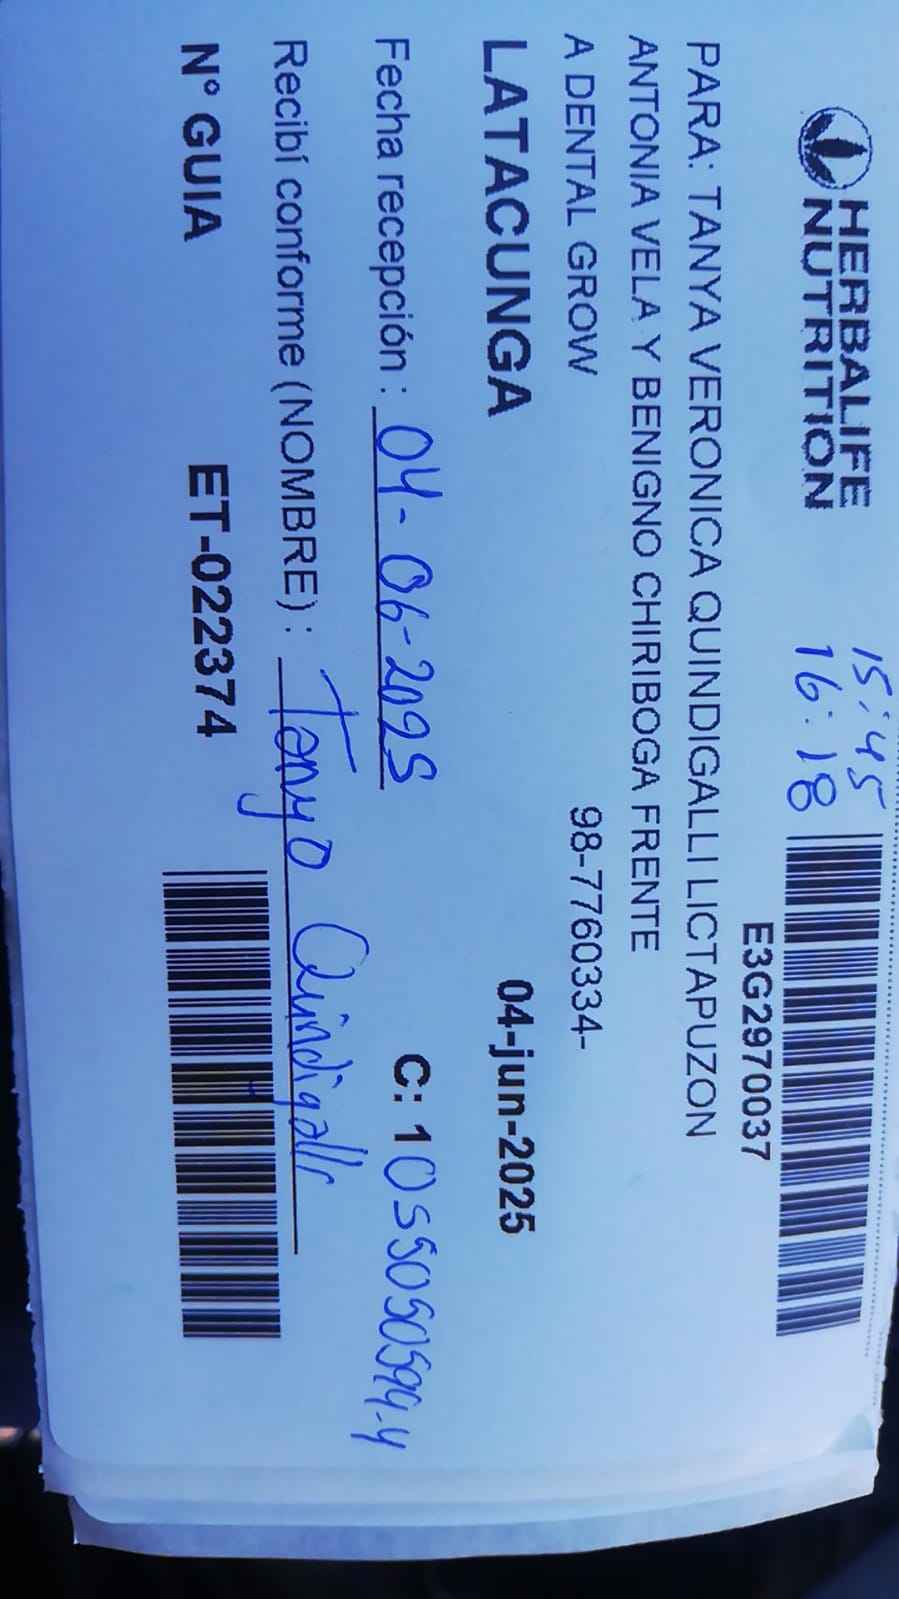 HERBALIFE
NUTRITION
15:45
16:18
E3G2970037
PARA: TANYA VERONICA QUINDIGALLI LICTAPUZON
ANTONIA VELA Y BENIGNO CHIRIBOGA FRENTE
A DENTAL GROW 98-7760334-
LATACUNGA 04-jun-2025
Fecha recepción : 04-06-2025 C: 1
Recibí conforme (NOMBRE) : Tanya Quindigalli
N° GUIA ET-022374